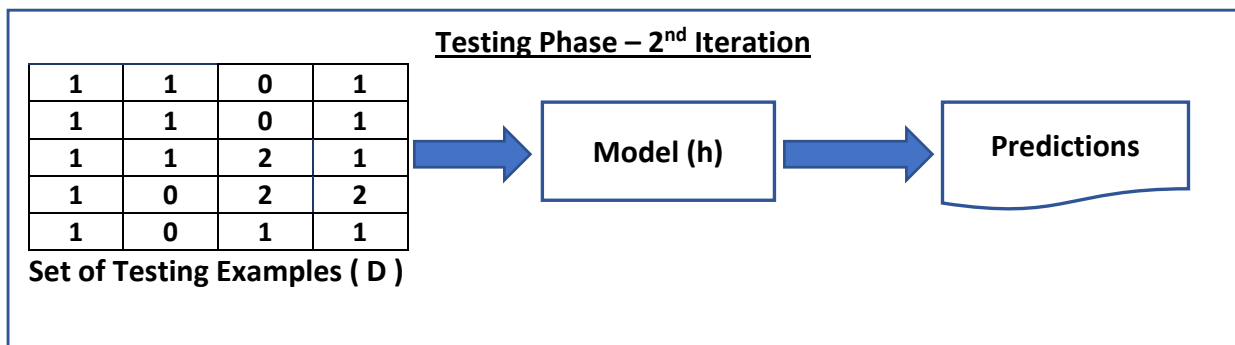 Testing Phase – 2nd Iteration
1 1 0 1
1 1 0 1
1 1 2 1
1 0 2 2
1 0 1 1
Model (h)
Predictions
Set of Testing Examples ( D )